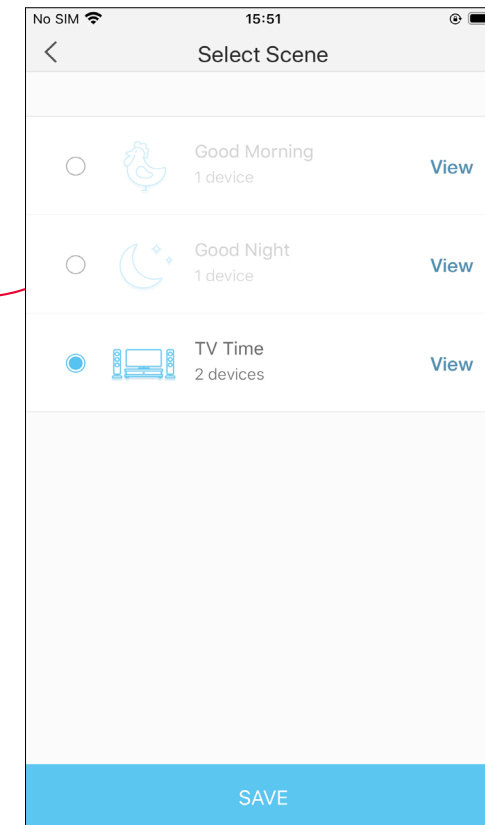 No SIM 15:51
Select Scene
Good Morning
1 device
View
Good Night
1 device
View
TV Time
2 devices
View
SAVE